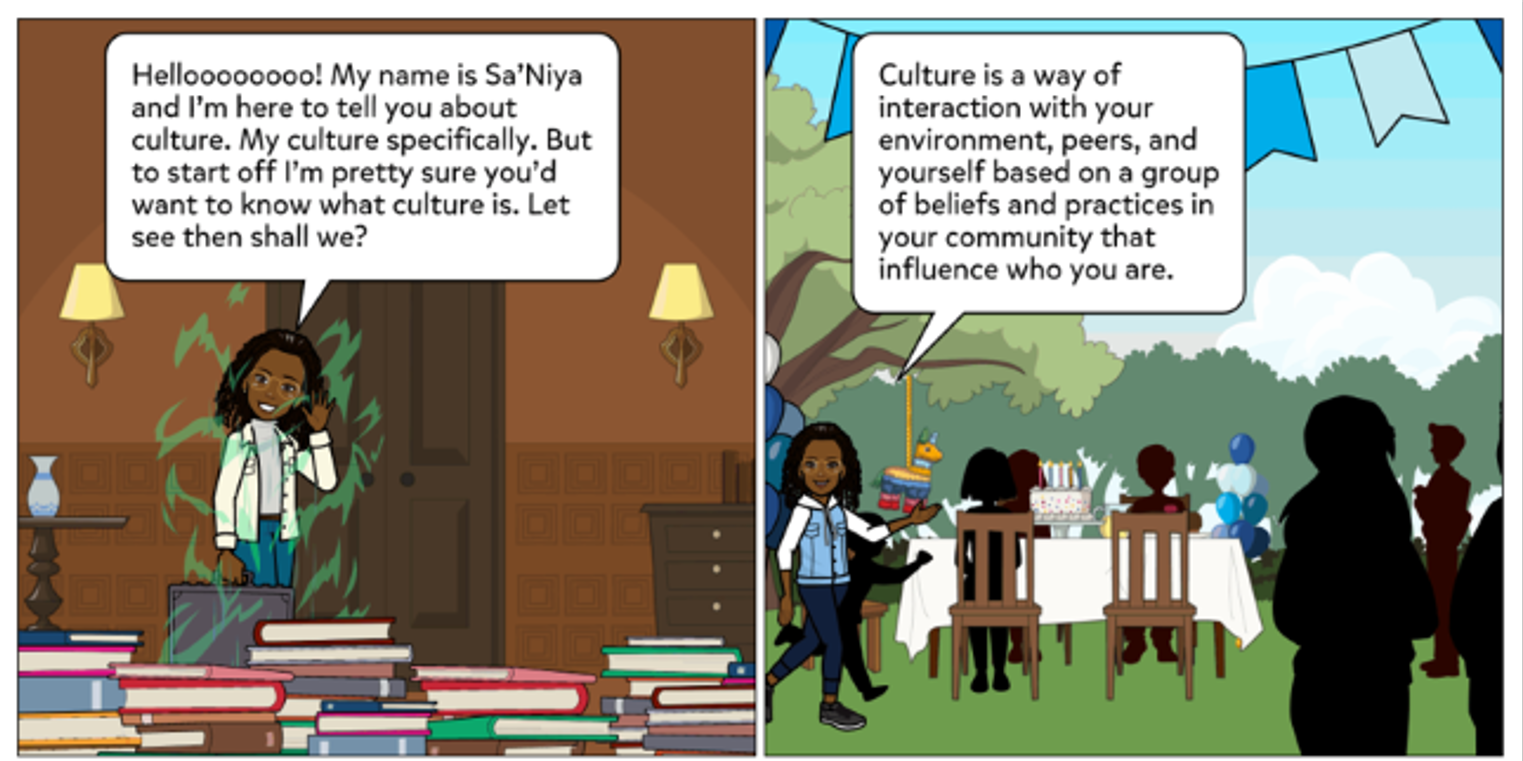 Helloooooooo! My name is Sa'Niya
and I'm here to tell you about
culture. My culture specifically. But
to start off I'm pretty sure you'd
want to know what culture is. Let
see then shall we?
Culture is a way of
interaction with your
environment, peers, and
yourself based on a group
of beliefs and practices in
your community that
influence who you are.